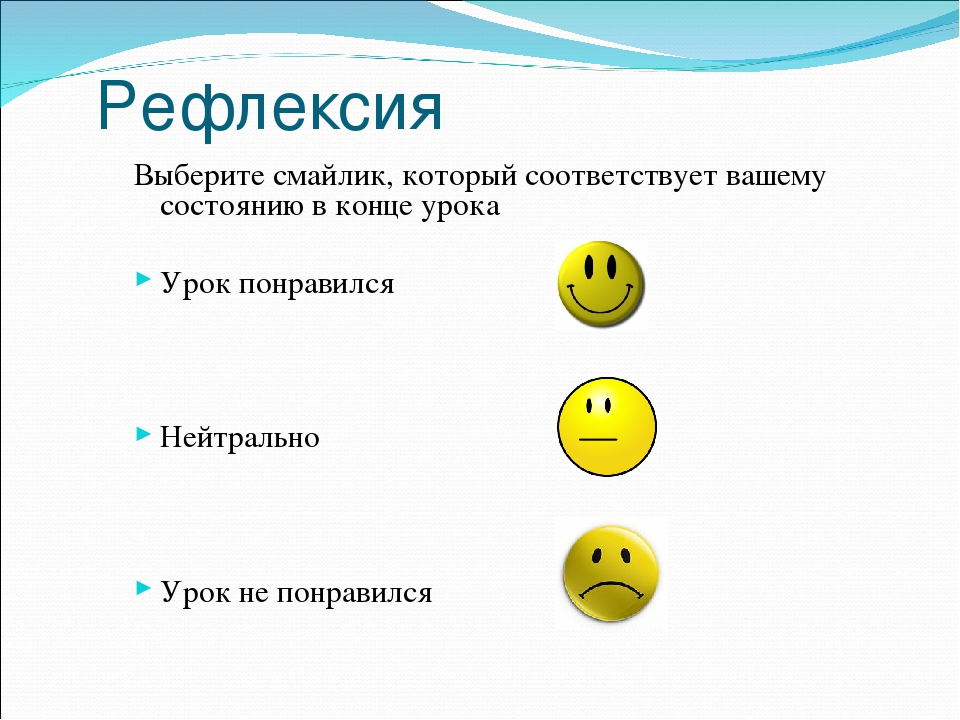 Рефлексия
Выберите смайлик, который соответствует вашему
состоянию в конце урока
Урок понравился
Нейтрально
Урок не понравился